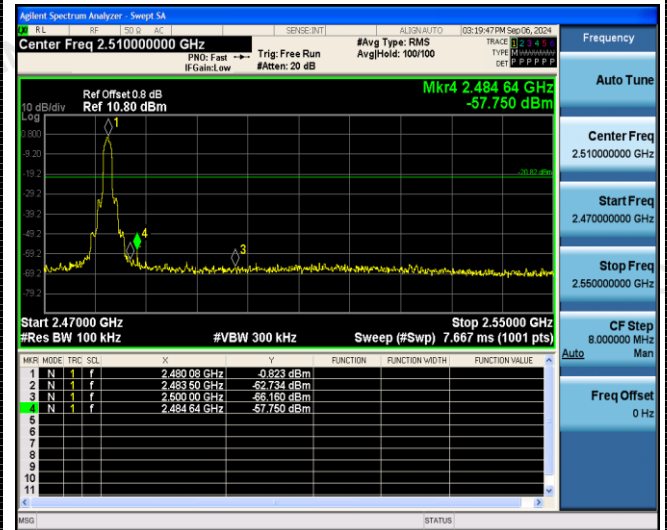 Agilent Spectrum Analyzer - Swept SA
RL RF 50 Ω AC SENSE:INT ALIGN AUTO 03:19:47 PM Sep 06, 2024
Center Freq 2.510000000 GHz
PNO: Fast Trig: Free Run
IFGain:Low #Atten: 20 dB
#Avg Type: RMS
Avg|Hold: 100/100
TRACE 1 2 3 4 5 6
TYPE M
DET P P P P P P
Frequency
Auto Tune
Center Freq
2.510000000 GHz
Start Freq
2.470000000 GHz
Stop Freq
2.550000000 GHz
CF Step
8.000000 MHz
Auto Man
Freq Offset
0 Hz
Mkr4 2.484 64 GHz
-57.750 dBm
Ref Offset 0.8 dB
10 dB/div Ref 10.80 dBm
Log
0.800
-9.20
-19.2
-29.2
-39.2
-49.2
-59.2
-69.2
-79.2
1
4
3
-20.82 dBm
Start 2.47000 GHz Stop 2.55000 GHz
#Res BW 100 kHz #VBW 300 kHz Sweep (#Swp) 7.667 ms (1001 pts)
MKR MODE TRC SCL X Y FUNCTION FUNCTION WIDTH FUNCTION VALUE
1 N 1 f 2.480 08 GHz -0.823 dBm
2 N 1 f 2.483 50 GHz -62.734 dBm
3 N 1 f 2.500 00 GHz -66.160 dBm
4 N 1 f 2.484 64 GHz -57.750 dBm
5
6
7
8
9
10
11
MSG STATUS